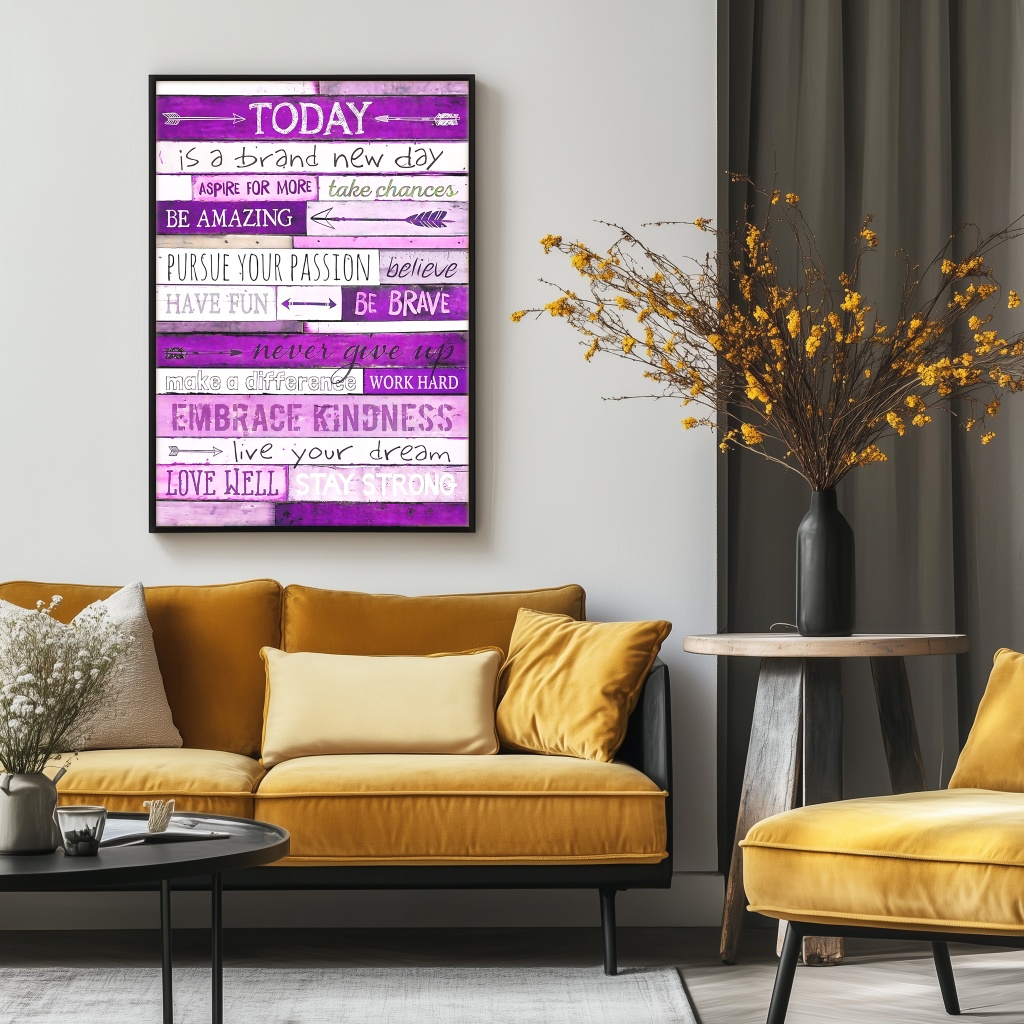 TODAY
is a brand new day
ASPIRE FOR MORE take chances
BE AMAZING
PURSUE YOUR PASSION believe
HAVE FUN BE BRAVE
never give up
make a difference WORK HARD
EMBRACE KINDNESS
live your dream
LOVE WELL STAY STRONG